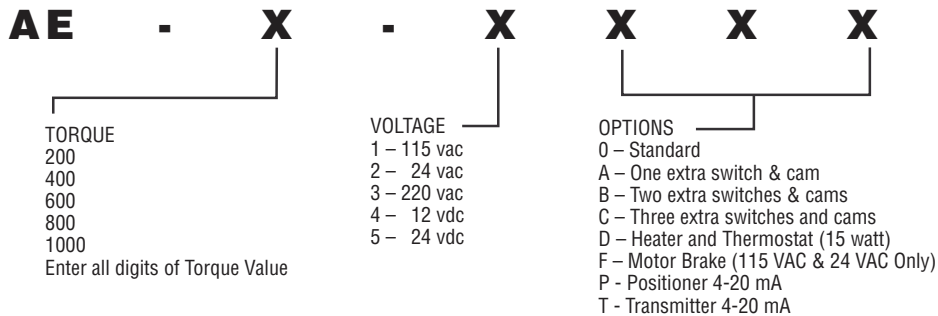 AE - X - X X X X
TORQUE
200
400
600
800
1000
Enter all digits of Torque Value
VOLTAGE
1 – 115 vac
2 – 24 vac
3 – 220 vac
4 – 12 vdc
5 – 24 vdc
OPTIONS
0 – Standard
A – One extra switch & cam
B – Two extra switches & cams
C – Three extra switches and cams
D – Heater and Thermostat (15 watt)
F – Motor Brake (115 VAC & 24 VAC Only)
P - Positioner 4-20 mA
T - Transmitter 4-20 mA